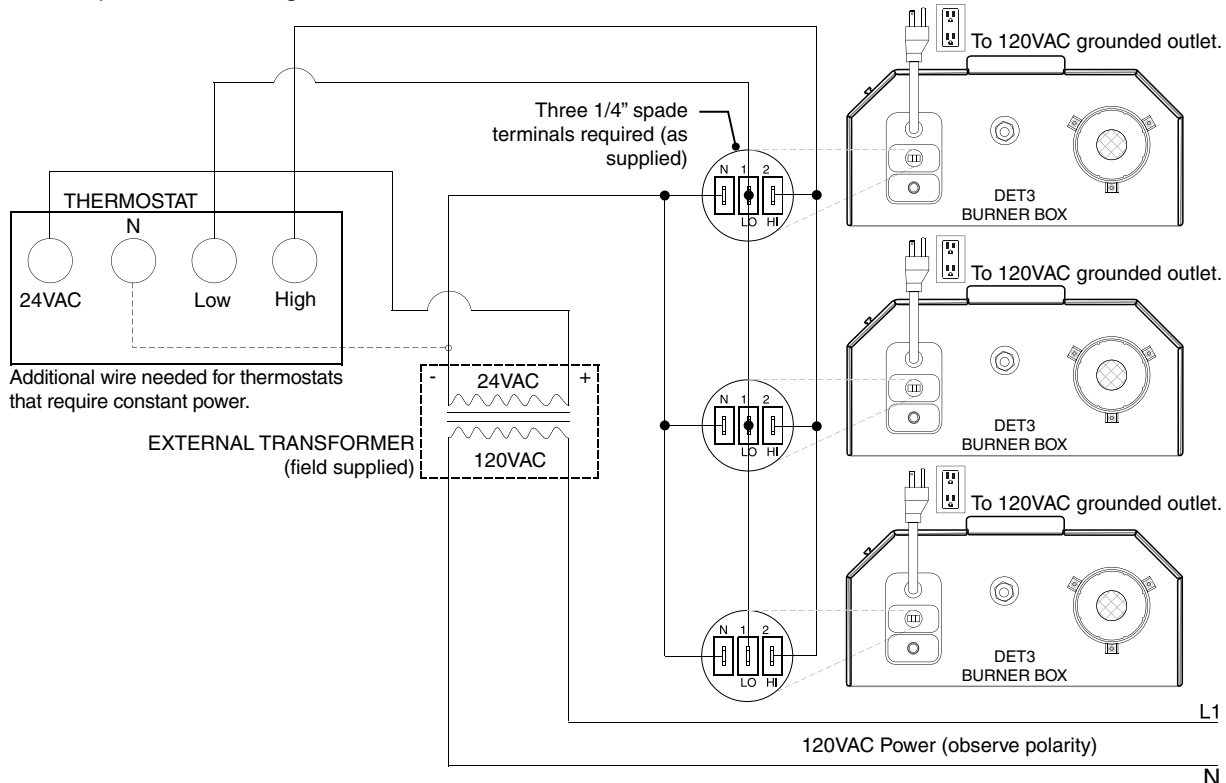 To 120VAC grounded outlet.
Three 1/4” spade
terminals required (as
supplied)
N 1 2
LO HI
DET3
BURNER BOX
THERMOSTAT
N
24VAC
Low
High
Additional wire needed for thermostats
that require constant power.
To 120VAC grounded outlet.
- 24VAC +
EXTERNAL TRANSFORMER
(field supplied)
120VAC
N 1 2
LO HI
DET3
BURNER BOX
To 120VAC grounded outlet.
N 1 2
LO HI
DET3
BURNER BOX
L1
120VAC Power (observe polarity)
N